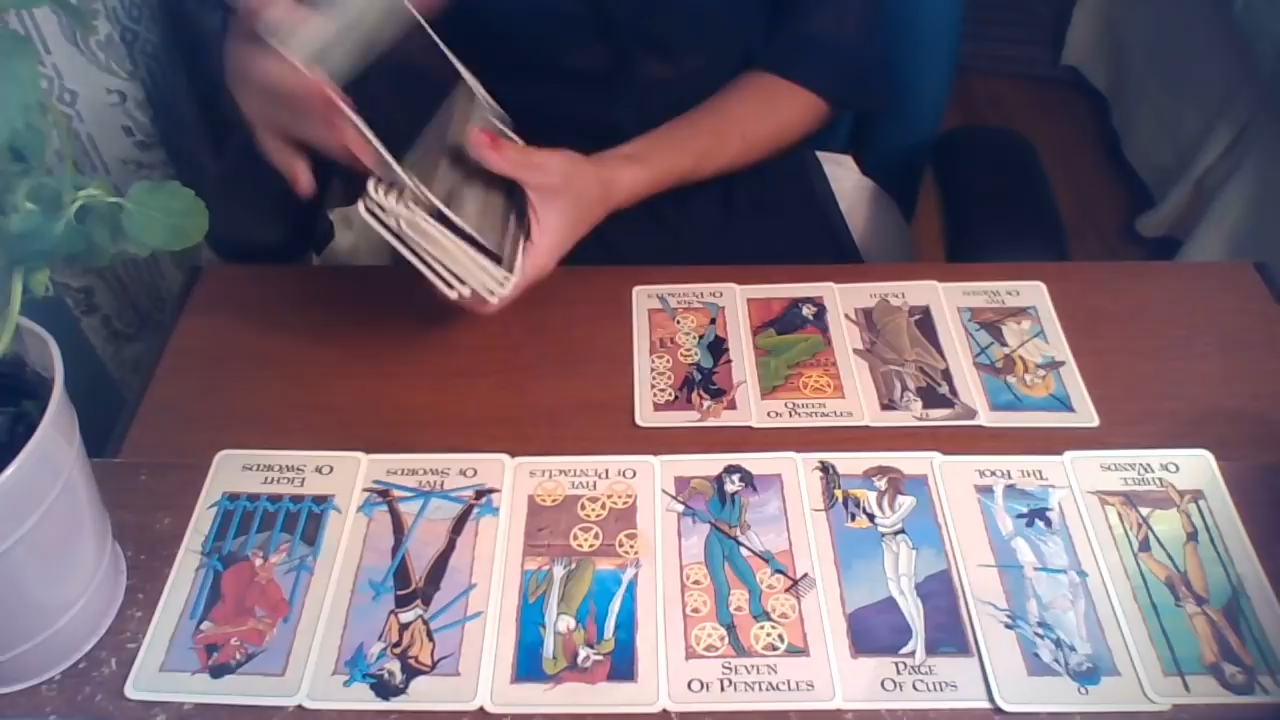 SIX
OF PENTACLES
QUEEN
OF PENTACLES
DEATH
FIVE
OF WANDS
EIGHT
OF SWORDS
FIVE
OF SWORDS
FIVE
OF PENTACLES
SEVEN
OF PENTACLES
PAGE
OF CUPS
THE FOOL
0
THREE
OF WANDS